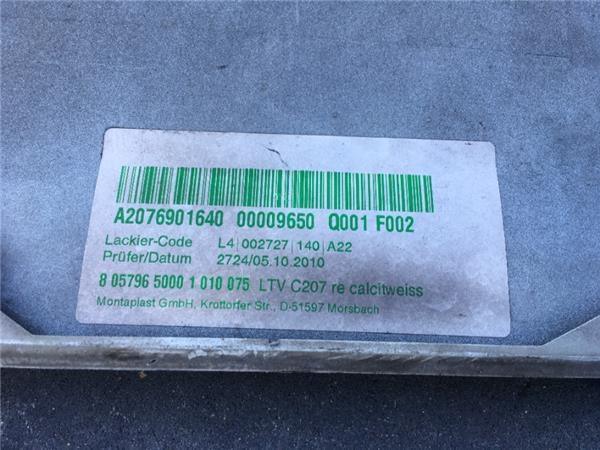 A2076901640 00009650 Q001 F002
Lackier-Code L4 | 002727 | 140 | A22
Prüfer/Datum 2724/05.10.2010
8 05796 5000 1 010 075 LTV C207 re calcitweiss
Montaplast GmbH, Krottorfer Str., D-51597 Morsbach